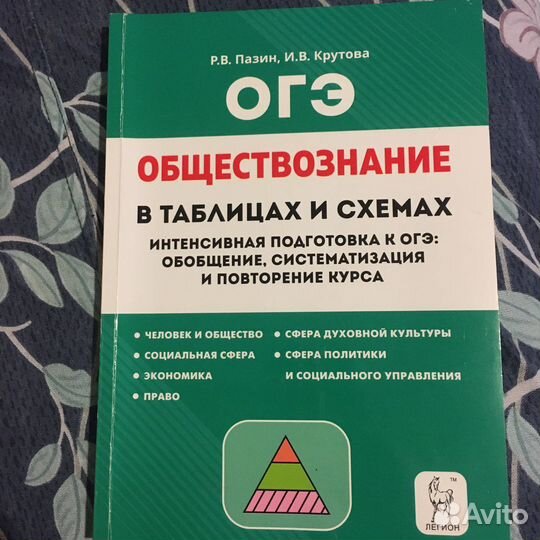 Р.В. Пазин, И.В. Крутова
ОГЭ
ОБЩЕСТВОЗНАНИЕ
В ТАБЛИЦАХ И СХЕМАХ
ИНТЕНСИВНАЯ ПОДГОТОВКА К ОГЭ:
ОБОБЩЕНИЕ, СИСТЕМАТИЗАЦИЯ
И ПОВТОРЕНИЕ КУРСА
• ЧЕЛОВЕК И ОБЩЕСТВО
• СОЦИАЛЬНАЯ СФЕРА
• ЭКОНОМИКА
• ПРАВО
• СФЕРА ДУХОВНОЙ КУЛЬТУРЫ
• СФЕРА ПОЛИТИКИ
И СОЦИАЛЬНОГО УПРАВЛЕНИЯ
TM
ЛЕГИОН
Avito